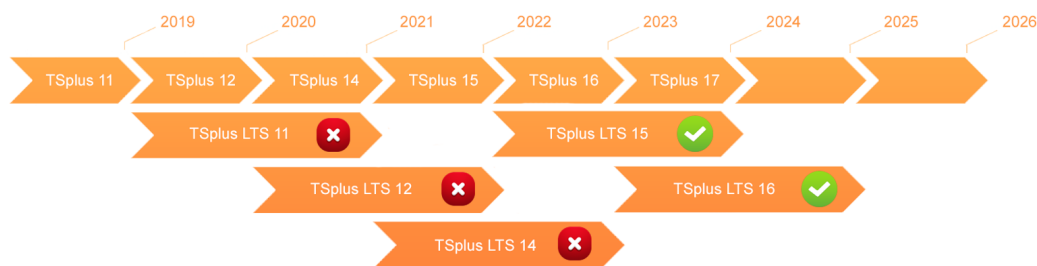 2019 2020 2021 2022 2023 2024 2025 2026
TSplus 11 TSplus 12 TSplus 14 TSplus 15 TSplus 16 TSplus 17
TSplus LTS 11 TSplus LTS 15
TSplus LTS 12 TSplus LTS 16
TSplus LTS 14